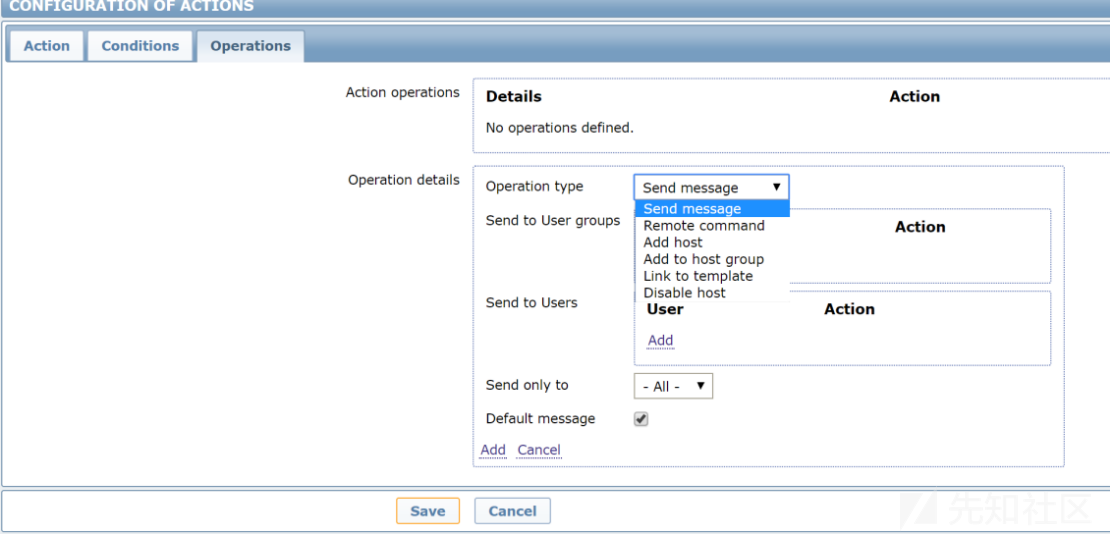 CONFIGURATION OF ACTIONS
Action Conditions Operations
Action operations Details Action
No operations defined.
Operation details Operation type Send message
Send message
Send to User groups Remote command Action
Add host
Add to host group
Link to template
Send to Users Disable host
User Action
Add
Send only to - All -
Default message
Add Cancel
Save Cancel
先知社区